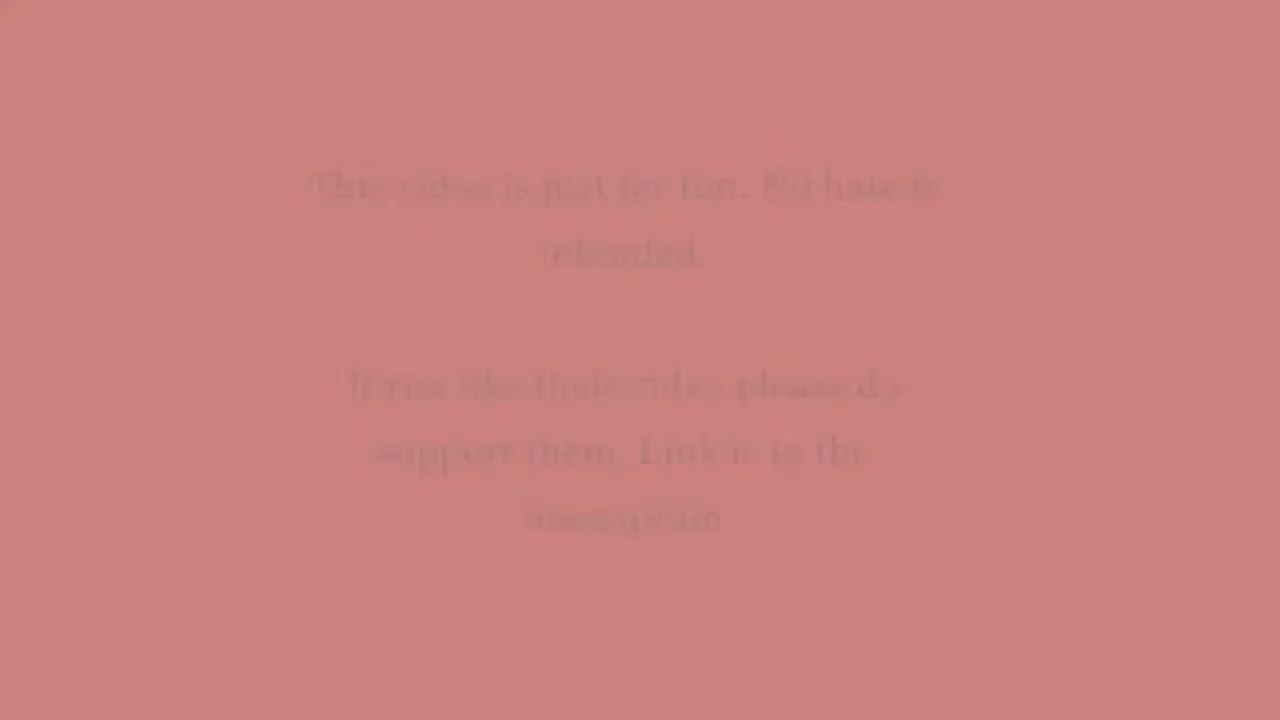 This video is just for fun. No hate is
intended.
If you like please do
support them. Link is in the